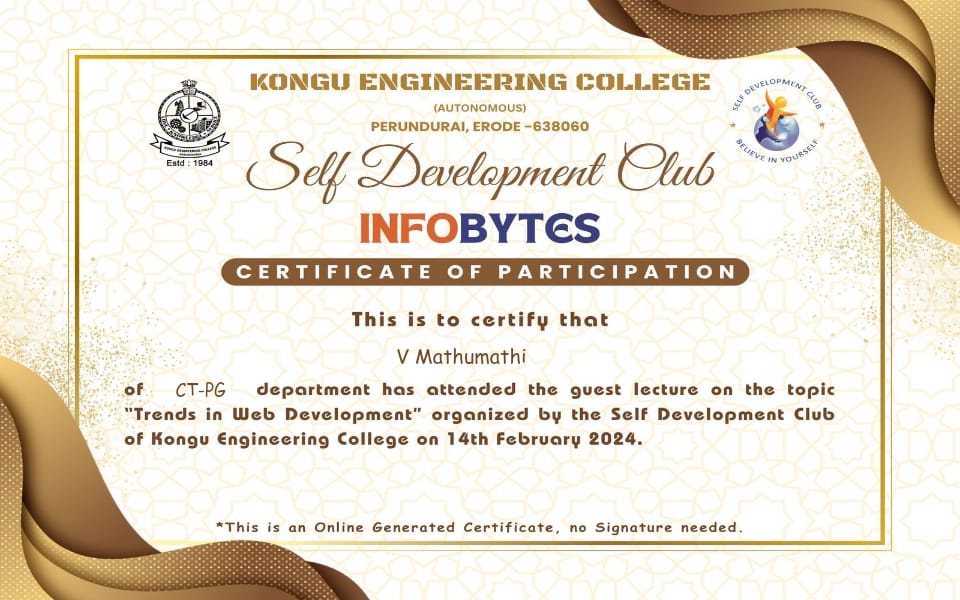 KONGU ENGINEERING COLLEGE
(AUTONOMOUS)
PERUNDURAI, ERODE -638060
KONGU ENGINEERING COLLEGE
Estd : 1984
SELF DEVELOPMENT CLUB
BELIEVE IN YOURSELF
Self Development Club
INFOBYTES
CERTIFICATE OF PARTICIPATION
This is to certify that
V Mathumathi
of CT-PG department has attended the guest lecture on the topic
"Trends in Web Development" organized by the Self Development Club
of Kongu Engineering College on 14th February 2024.
*This is an Online Generated Certificate, no Signature needed.